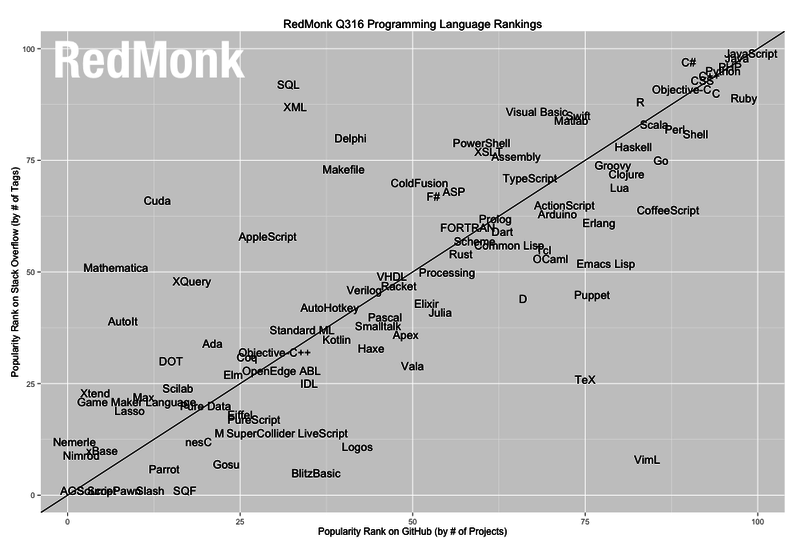 RedMonk Q316 Programming Language Rankings
RedMonk
100
75
50
25
0
Popularity Rank on Stack Overflow (by # of Tags)
JavaScript
Java
PHP
Python
C#
C++
CSS
Objective-C
C
Ruby
SQL
XML
R
Visual Basic
Swift
Matlab
Scala
Perl
Shell
Delphi
PowerShell
XSLT
Assembly
Haskell
Go
Makefile
Groovy
Clojure
ColdFusion
ASP
F#
TypeScript
Lua
Cuda
ActionScript
Arduino
CoffeeScript
Prolog
Erlang
FORTRAN
Dart
AppleScript
Scheme
Common Lisp
Tcl
Rust
OCaml
Emacs Lisp
Mathematica
XQuery
VHDL
Processing
Racket
Verilog
D
Puppet
AutoHotkey
Elixir
Julia
AutoIt
Pascal
Smalltalk
Standard ML
Apex
Ada
Kotlin
Haxe
Objective-C++
Coq
DOT
OpenEdge ABL
Vala
Elm
IDL
TeX
Scilab
Xtend
Max
Game Maker Language
Pure Data
Lasso
Eiffel
PureScript
M
SuperCollider
LiveScript
Nemerle
nesC
xBase
Logos
Nimrod
Gosu
VimL
Parrot
BlitzBasic
AGS Script
SourcePawn
Slash
SQF
0
25
50
75
100
Popularity Rank on GitHub (by # of Projects)